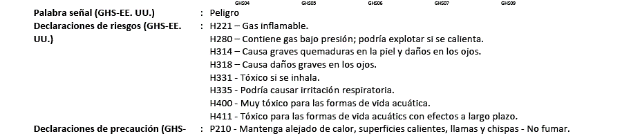 GHS04 GHS05 GHS06 GHS07 GHS09
Palabra señal (GHS-EE. UU.) : Peligro
Declaraciones de riesgos (GHS-EE. : H221 – Gas inflamable.
UU.) H280 – Contiene gas bajo presión; podría explotar si se calienta.
H314 – Causa graves quemaduras en la piel y daños en los ojos.
H318 – Causa daños graves en los ojos.
H331 - Tóxico si se inhala.
H335 - Podría causar irritación respiratoria.
H400 – Muy tóxico para las formas de vida acuática.
H411 – Tóxico para las formas de vida acuáticas con efectos a largo plazo.
Declaraciones de precaución (GHS- : P210 - Mantenga alejado de calor, superficies calientes, llamas y chispas - No fumar.